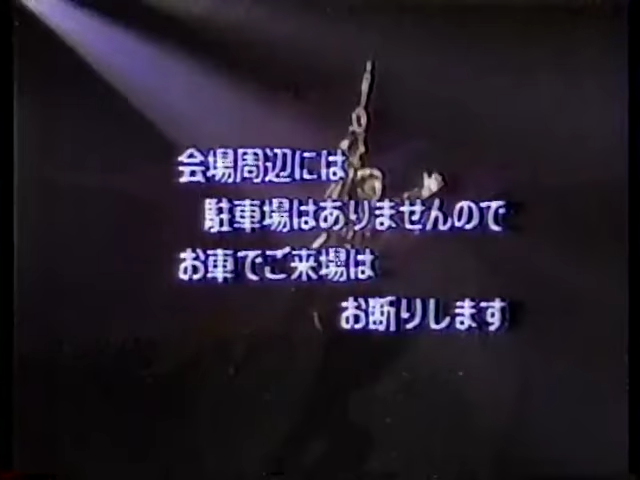 会場周辺には
駐車場はありませんので
お車でご来場は
お断りします